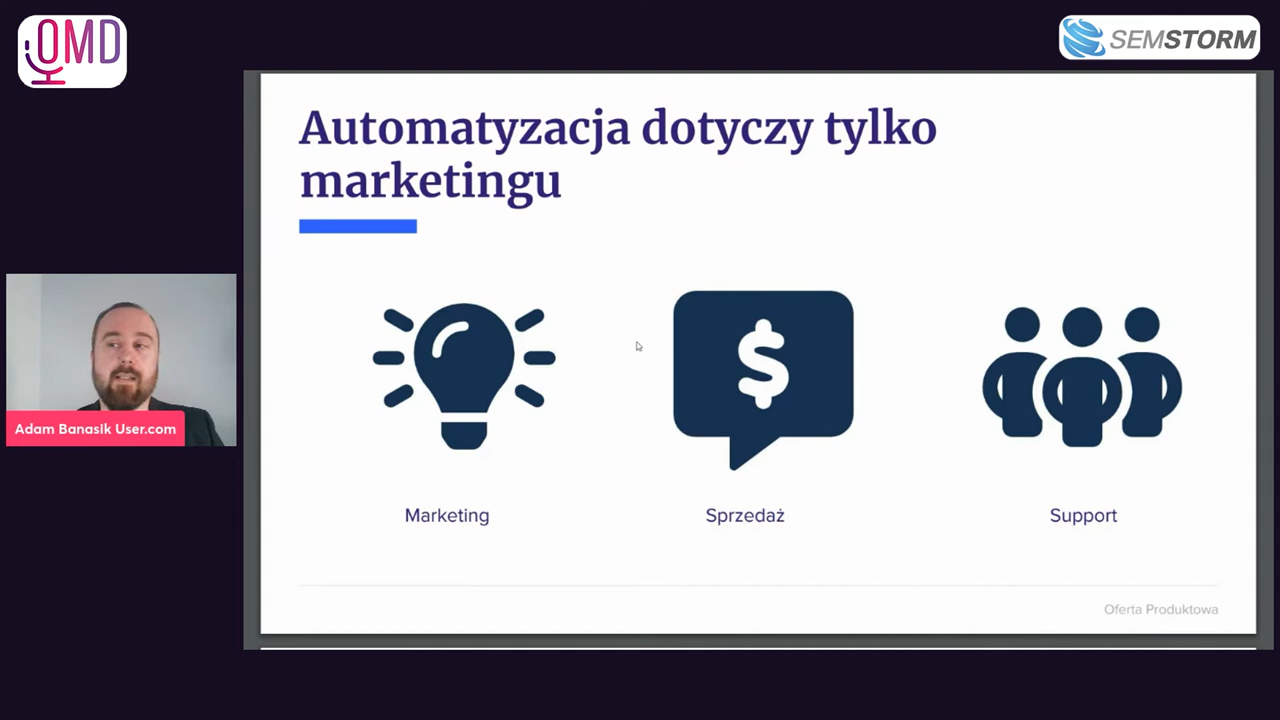 OMD
SEMSTORM
Automatyzacja dotyczy tylko
marketingu
$
Adam Banasik User.com
Marketing
Sprzedaż
Support
Oferta Produktowa